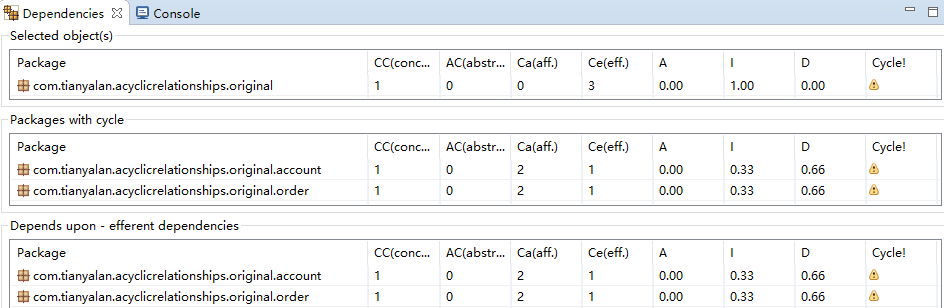 Dependencies Console
Selected object(s)
Package CC(conc... AC(abstr... Ca(aff.) Ce(eff.) A I D Cycle!
com.tianyalan.acyclicrelationships.original 1 0 0 3 0.00 1.00 0.00
Packages with cycle
Package CC(conc... AC(abstr... Ca(aff.) Ce(eff.) A I D Cycle!
com.tianyalan.acyclicrelationships.original.account 1 0 2 1 0.00 0.33 0.66
com.tianyalan.acyclicrelationships.original.order 1 0 2 1 0.00 0.33 0.66
Depends upon - efferent dependencies
Package CC(conc... AC(abstr... Ca(aff.) Ce(eff.) A I D Cycle!
com.tianyalan.acyclicrelationships.original.account 1 0 2 1 0.00 0.33 0.66
com.tianyalan.acyclicrelationships.original.order 1 0 2 1 0.00 0.33 0.66